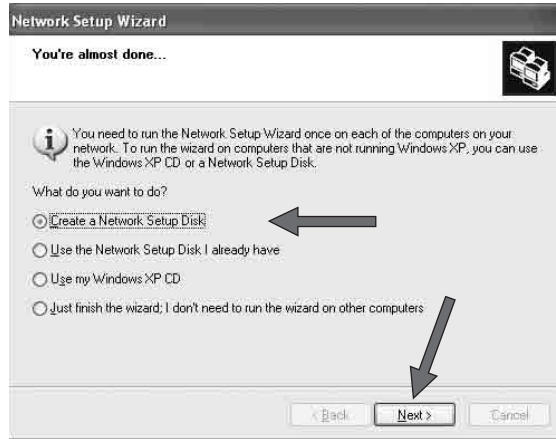 Network Setup Wizard
You're almost done...
You need to run the Network Setup Wizard once on each of the computers on your
network. To run the wizard on computers that are not running Windows XP, you can use
the Windows XP CD or a Network Setup Disk.
What do you want to do?
Create a Network Setup Disk
Use the Network Setup Disk I already have
Use my Windows XP CD
Just finish the wizard; I don't need to run the wizard on other computers
< Back Next > Cancel